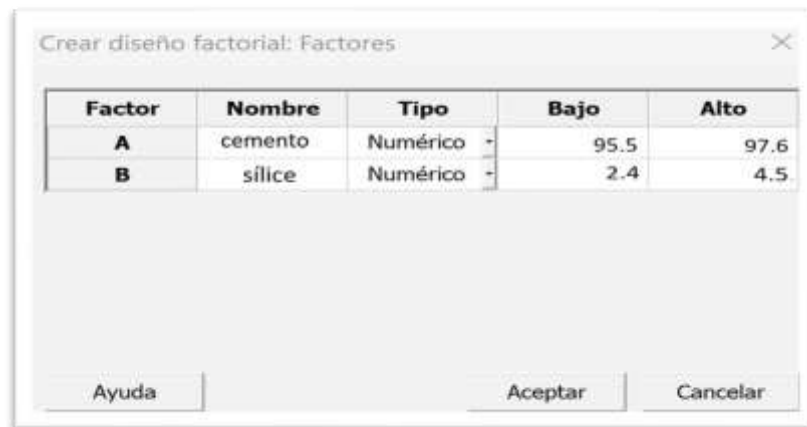 Crear diseño factorial: Factores
Factor Nombre Tipo Bajo Alto
A cemento Numérico 95.5 97.6
B sílice Numérico 2.4 4.5
Ayuda Aceptar Cancelar